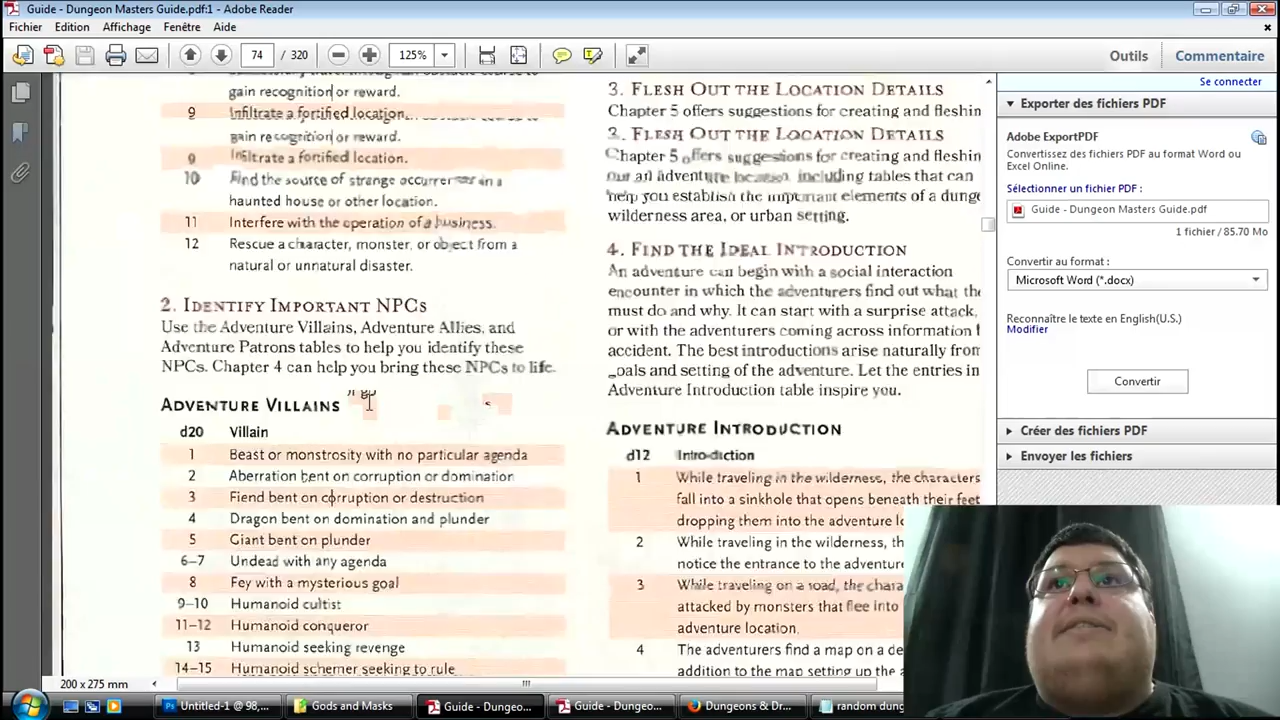 Guide - Dungeon Masters Guide.pdf:1 - Adobe Reader
Fichier Edition Affichage Fenêtre Aide
74 / 320 125% Outils Commentaire
gain recognition or reward.
9 Infiltrate a fortified location.
gain recognition or reward.
9 Infiltrate a fortified location.
10 Find the source of strange in a
haunted house or other location.
11 Interfere with the operation of a business.
12 Rescue a character, monster, or object from a
natural or unnatural disaster.
2. IDENTIFY IMPORTANT NPCS
Use the Adventure Villains, Adventure Allies, and
Adventure Patrons tables to help you identify these
NPCs. Chapter 4 can help you bring these NPCs to life.
ADVENTURE VILLAINS
d20 Villain
1 Beast or monstrosity with no particular agenda
2 Aberration bent on corruption or domination
3 Fiend bent on corruption or destruction
4 Dragon bent on domination and plunder
5 Giant bent on plunder
6–7 Undead with any agenda
8 Fey with a mysterious goal
9–10 Humanoid cultist
11–12 Humanoid conqueror
13 Humanoid seeking revenge
14–15 Humanoid schemer seeking to rule
3. FLESH OUT THE LOCATION DETAILS
Chapter 5 offers suggestions for creating and fleshin
3. FLESH OUT THE LOCATION DETAILS
Chapter 5 offers suggestions for creating and fleshin
out an adventure location, including tables that can
help you establish the important elements of a dunge
wilderness area, or urban setting.
4. FIND THE IDEAL INTRODUCTION
An adventure can begin with a social interaction
encounter in which the adventurers find out what the
must do and why. It can start with a surprise attack,
or with the adventurers coming across information
accident. The best introductions arise naturally from
goals and setting of the adventure. Let the entries in
Adventure Introduction table inspire you.
ADVENTURE INTRODUCTION
d12 Introduction
1 While traveling in the wilderness, the characters
fall into a sinkhole that opens beneath their feet
dropping them into the adventure lo
2 While traveling in the wilderness, th
notice the entrance to the adventure
3 While traveling on a road, the chara
attacked by monsters that flee into
adventure location.
4 The adventurers find a map on a de
addition to the map setting up the a
Se connecter
Exporter des fichiers PDF
Adobe ExportPDF
Convertissez des fichiers PDF au format Word ou
Excel Online.
Sélectionner un fichier PDF :
Guide - Dungeon Masters Guide.pdf
1 fichier / 85.70 Mo
Convertir au format :
Microsoft Word (*.docx)
Reconnaître le texte en English(U.S.)
Modifier
Convertir
Créer des fichiers PDF
Envoyer les fichiers
200 x 275 mm
Untitled-1 @ 98,... Gods and Masks Guide - Dungeo... Guide - Dungeo... Dungeons & Dr... random dun